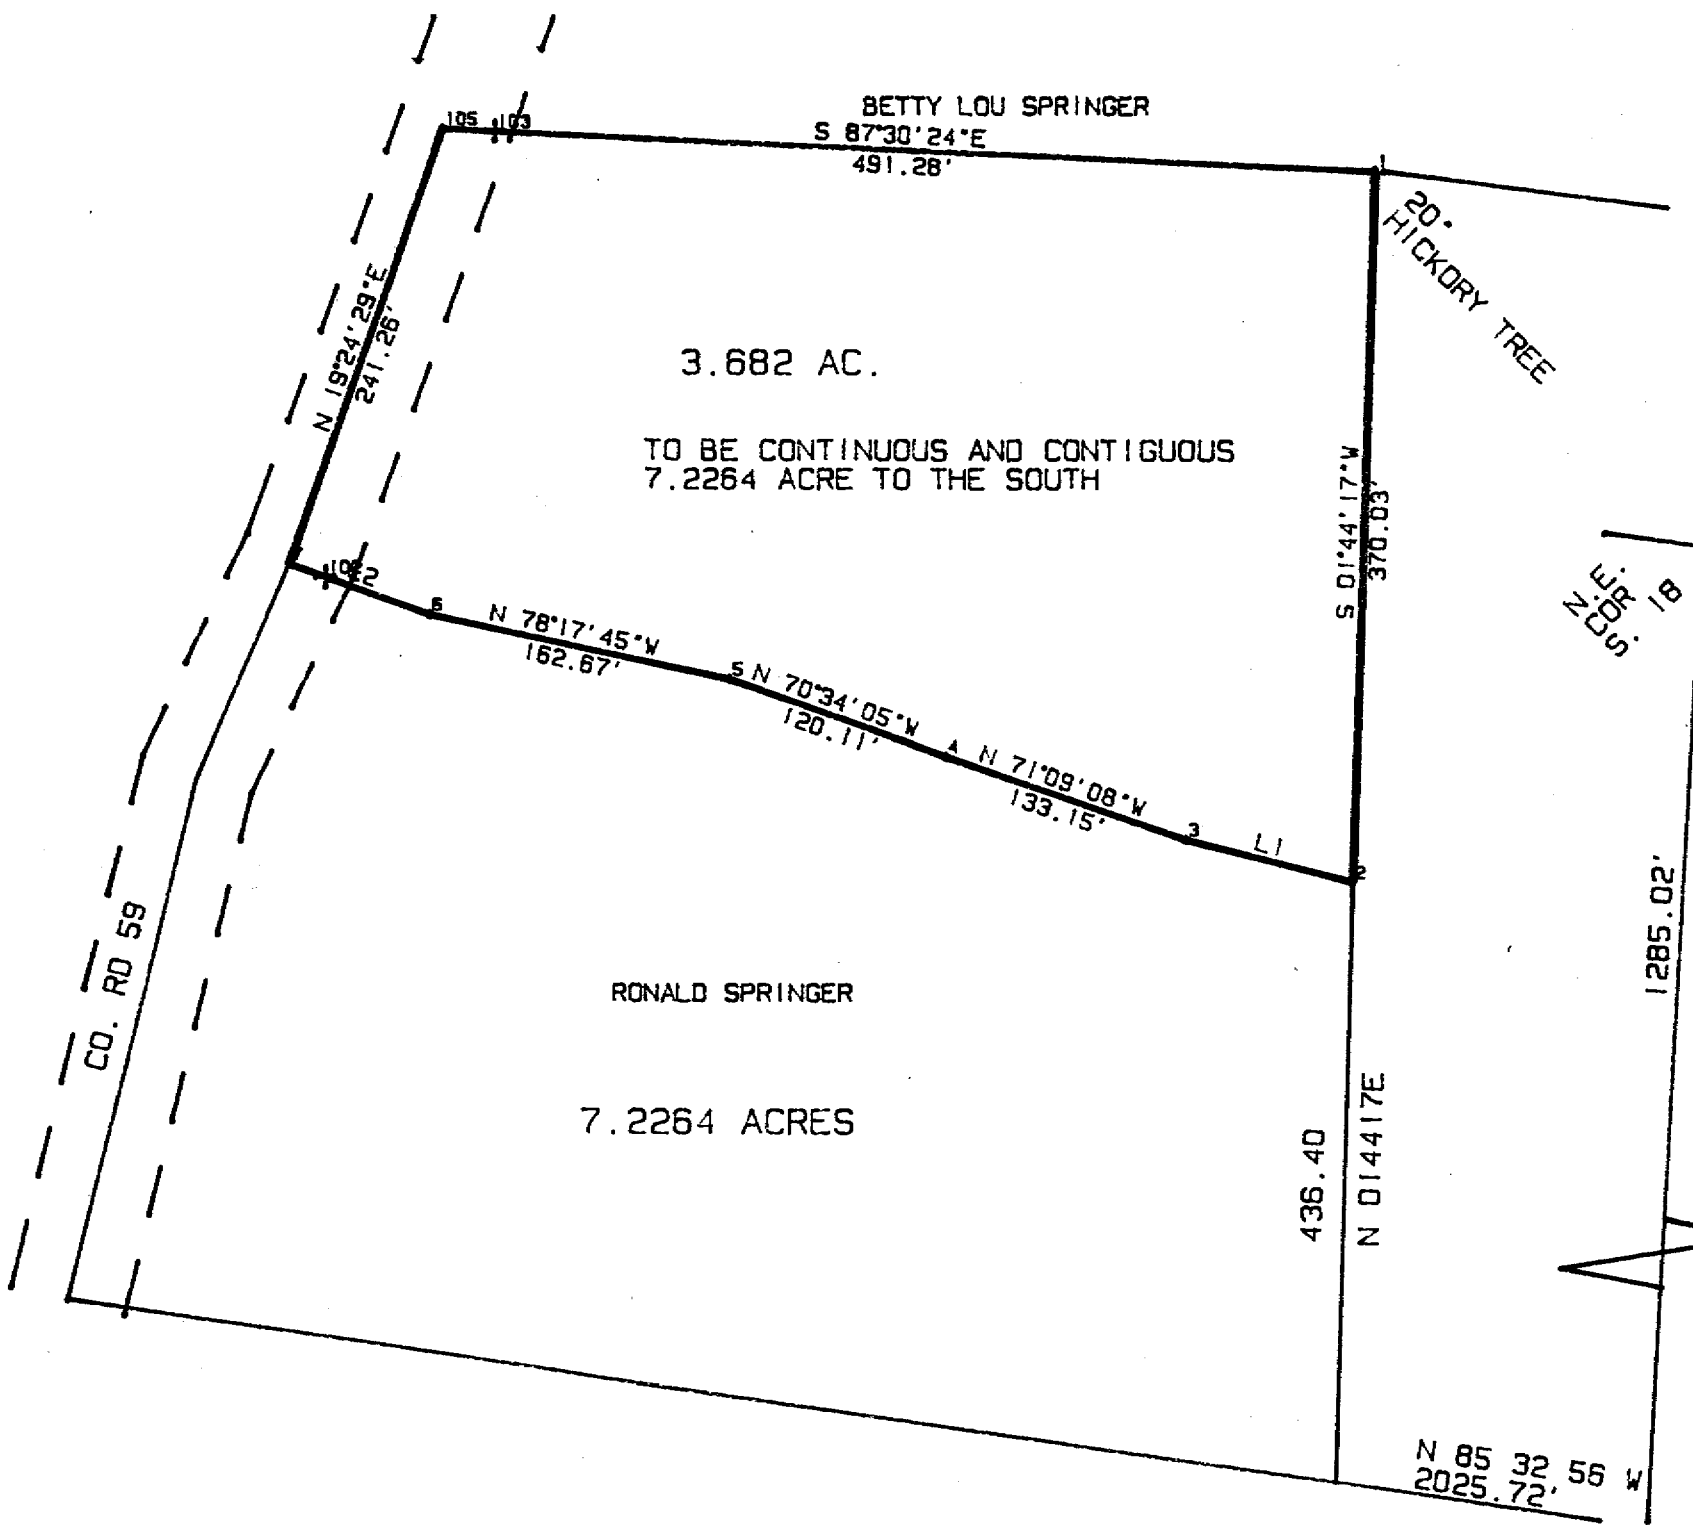 BETTY LOU SPRINGER
105 103
S 87°30'24"E
491.28'
1
20"
HICKORY TREE
N 19°24'29"E
241.26'
3.682 AC.
TO BE CONTINUOUS AND CONTIGUOUS
7.2264 ACRE TO THE SOUTH
S 01°44'17"W
370.03'
N.E.
COR.
S. 18
6
N 78°17'45"W
162.67'
5
N 70°34'05"W
120.11'
4
N 71°09'08"W
133.15'
3
L1
2
CO. RD 59
RONALD SPRINGER
7.2264 ACRES
436.40
N 014417E
1285.02'
N 85 32 56 W
2025.72'